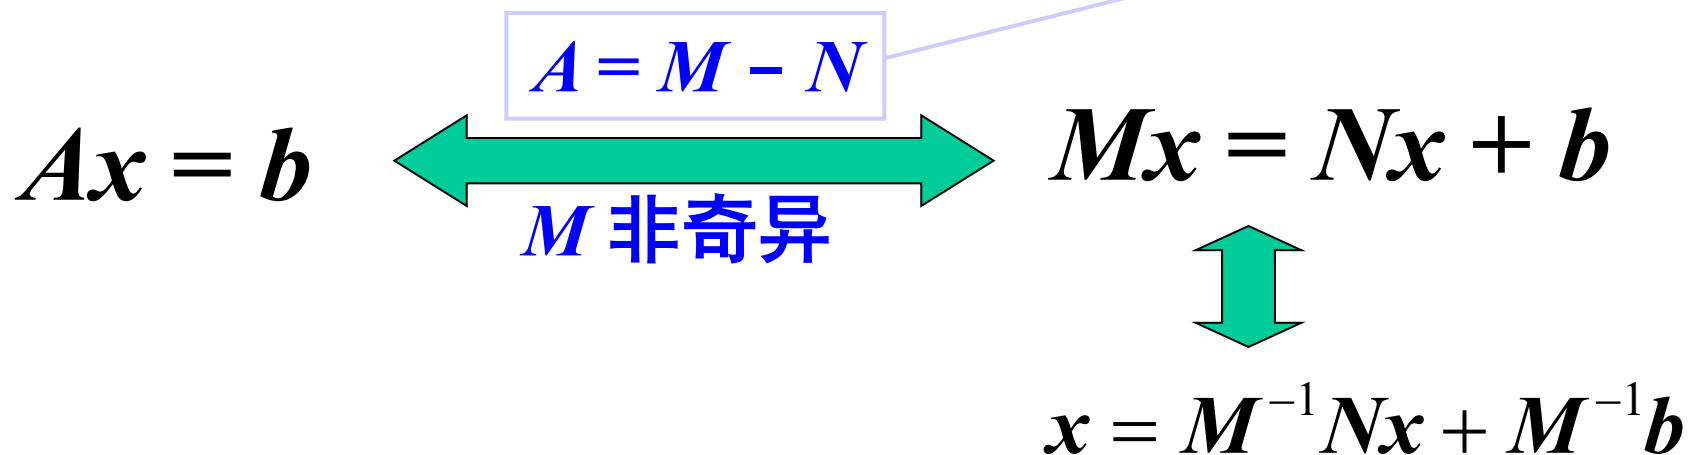 A = M − N
Ax = b
Mx = Nx + b
M 非奇异
x = M⁻¹Nx + M⁻¹b